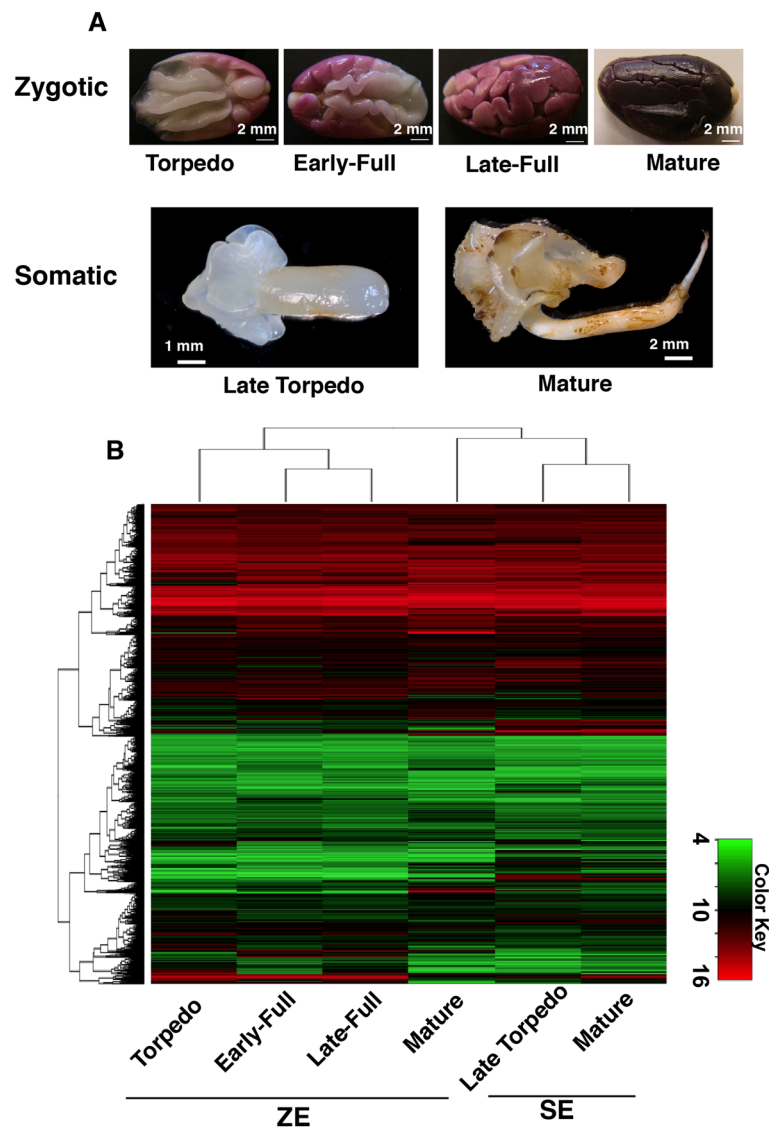 A
Zygotic
2 mm
2 mm
2 mm
2 mm
Torpedo
Early-Full
Late-Full
Mature
Somatic
1 mm
2 mm
Late Torpedo
Mature
B
4
10
16
Color Key
Torpedo
Early-Full
Late-Full
Mature
Late Torpedo
Mature
ZE
SE